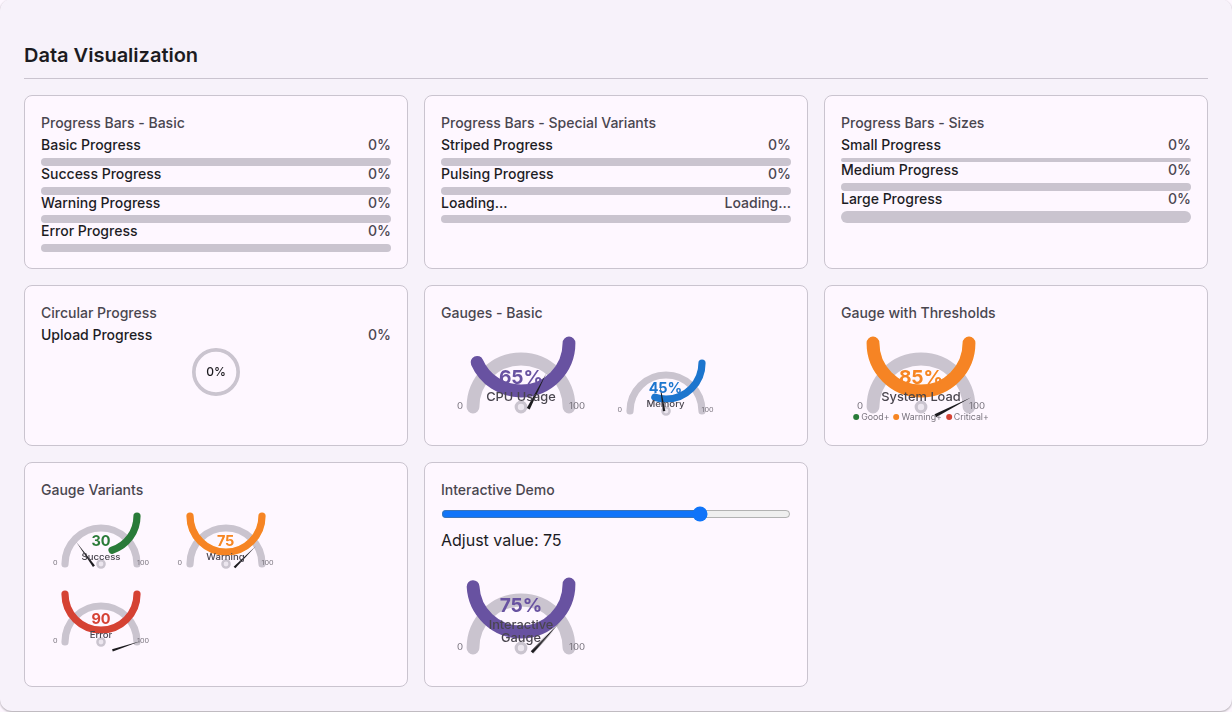 Data Visualization
Progress Bars - Basic
Basic Progress 0%
Success Progress 0%
Warning Progress 0%
Error Progress 0%
Progress Bars - Special Variants
Striped Progress 0%
Pulsing Progress 0%
Loading... Loading...
Progress Bars - Sizes
Small Progress 0%
Medium Progress 0%
Large Progress 0%
Circular Progress
Upload Progress 0%
0%
Gauges - Basic
65%
CPU Usage
0 100
45%
Memory
0 100
Gauge with Thresholds
85%
System Load
0 100
Good+ Warning+ Critical+
Gauge Variants
30
Success
0 100
75
Warning
0 100
90
Error
0 100
Interactive Demo
Adjust value: 75
75%
Interactive
Gauge
0 100